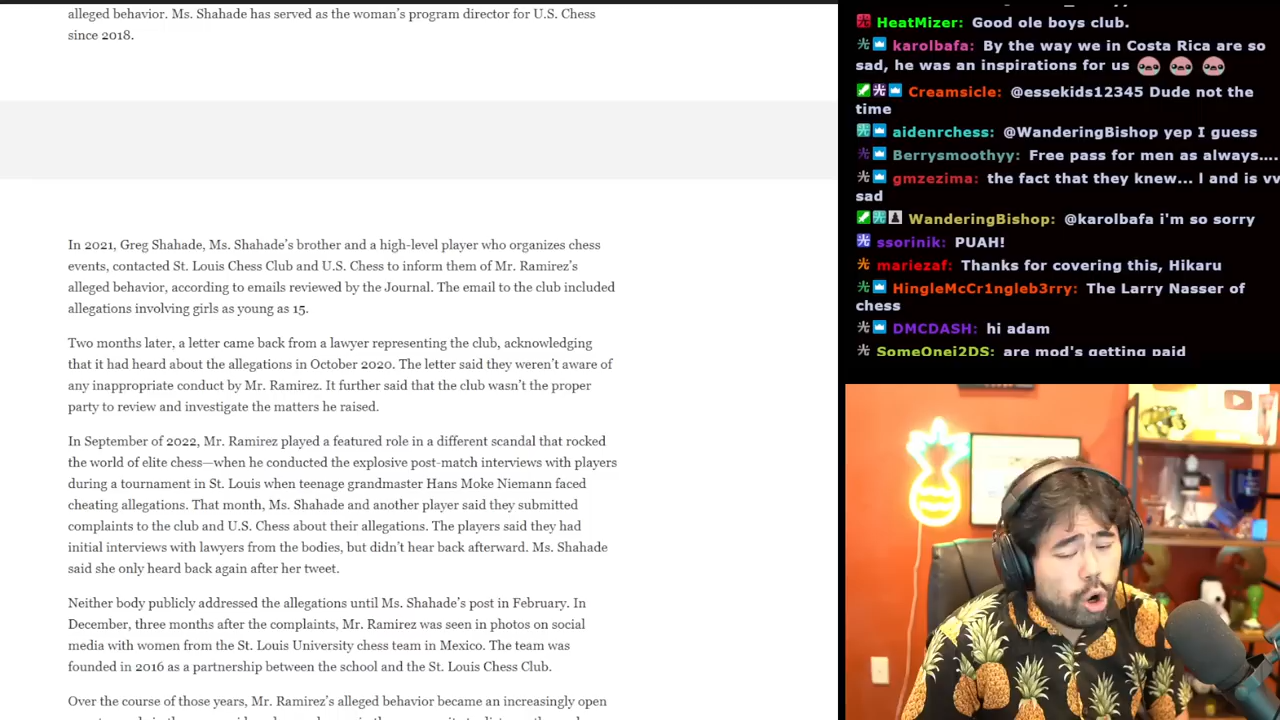 alleged behavior. Ms. Shahade has served as the woman's program director for U.S. Chess
since 2018.
In 2021, Greg Shahade, Ms. Shahade's brother and a high-level player who organizes chess
events, contacted St. Louis Chess Club and U.S. Chess to inform them of Mr. Ramirez's
alleged behavior, according to emails reviewed by the Journal. The email to the club included
allegations involving girls as young as 15.
Two months later, a letter came back from a lawyer representing the club, acknowledging
that it had heard about the allegations in October 2020. The letter said they weren't aware of
any inappropriate conduct by Mr. Ramirez. It further said that the club wasn't the proper
party to review and investigate the matters he raised.
In September of 2022, Mr. Ramirez played a featured role in a different scandal that rocked
the world of elite chess—when he conducted the explosive post-match interviews with players
during a tournament in St. Louis when teenage grandmaster Hans Moke Niemann faced
cheating allegations. That month, Ms. Shahade and another player said they submitted
complaints to the club and U.S. Chess about their allegations. The players said they had
initial interviews with lawyers from the bodies, but didn't hear back afterward. Ms. Shahade
said she only heard back again after her tweet.
Neither body publicly addressed the allegations until Ms. Shahade's post in February. In
December, three months after the complaints, Mr. Ramirez was seen in photos on social
media with women from the St. Louis University chess team in Mexico. The team was
founded in 2016 as a partnership between the school and the St. Louis Chess Club.
Over the course of those years, Mr. Ramirez's alleged behavior became an increasingly open
HeatMizer: Good ole boys club.
karolbafa: By the way we in Costa Rica are so
sad, he was an inspirations for us
Creamsicle: @essekids12345 Dude not the
time
aidenrchess: @WanderingBishop yep I guess
Berrysmoothyy: Free pass for men as always....
gmzezima: the fact that they knew... l and is vv
sad
WanderingBishop: @karolbafa i'm so sorry
ssorinik: PUAH!
mariezaf: Thanks for covering this, Hikaru
HingleMcCr1ngleb3rry: The Larry Nasser of
chess
DMCDASH: hi adam
SomeOnei2DS: are mod's getting paid